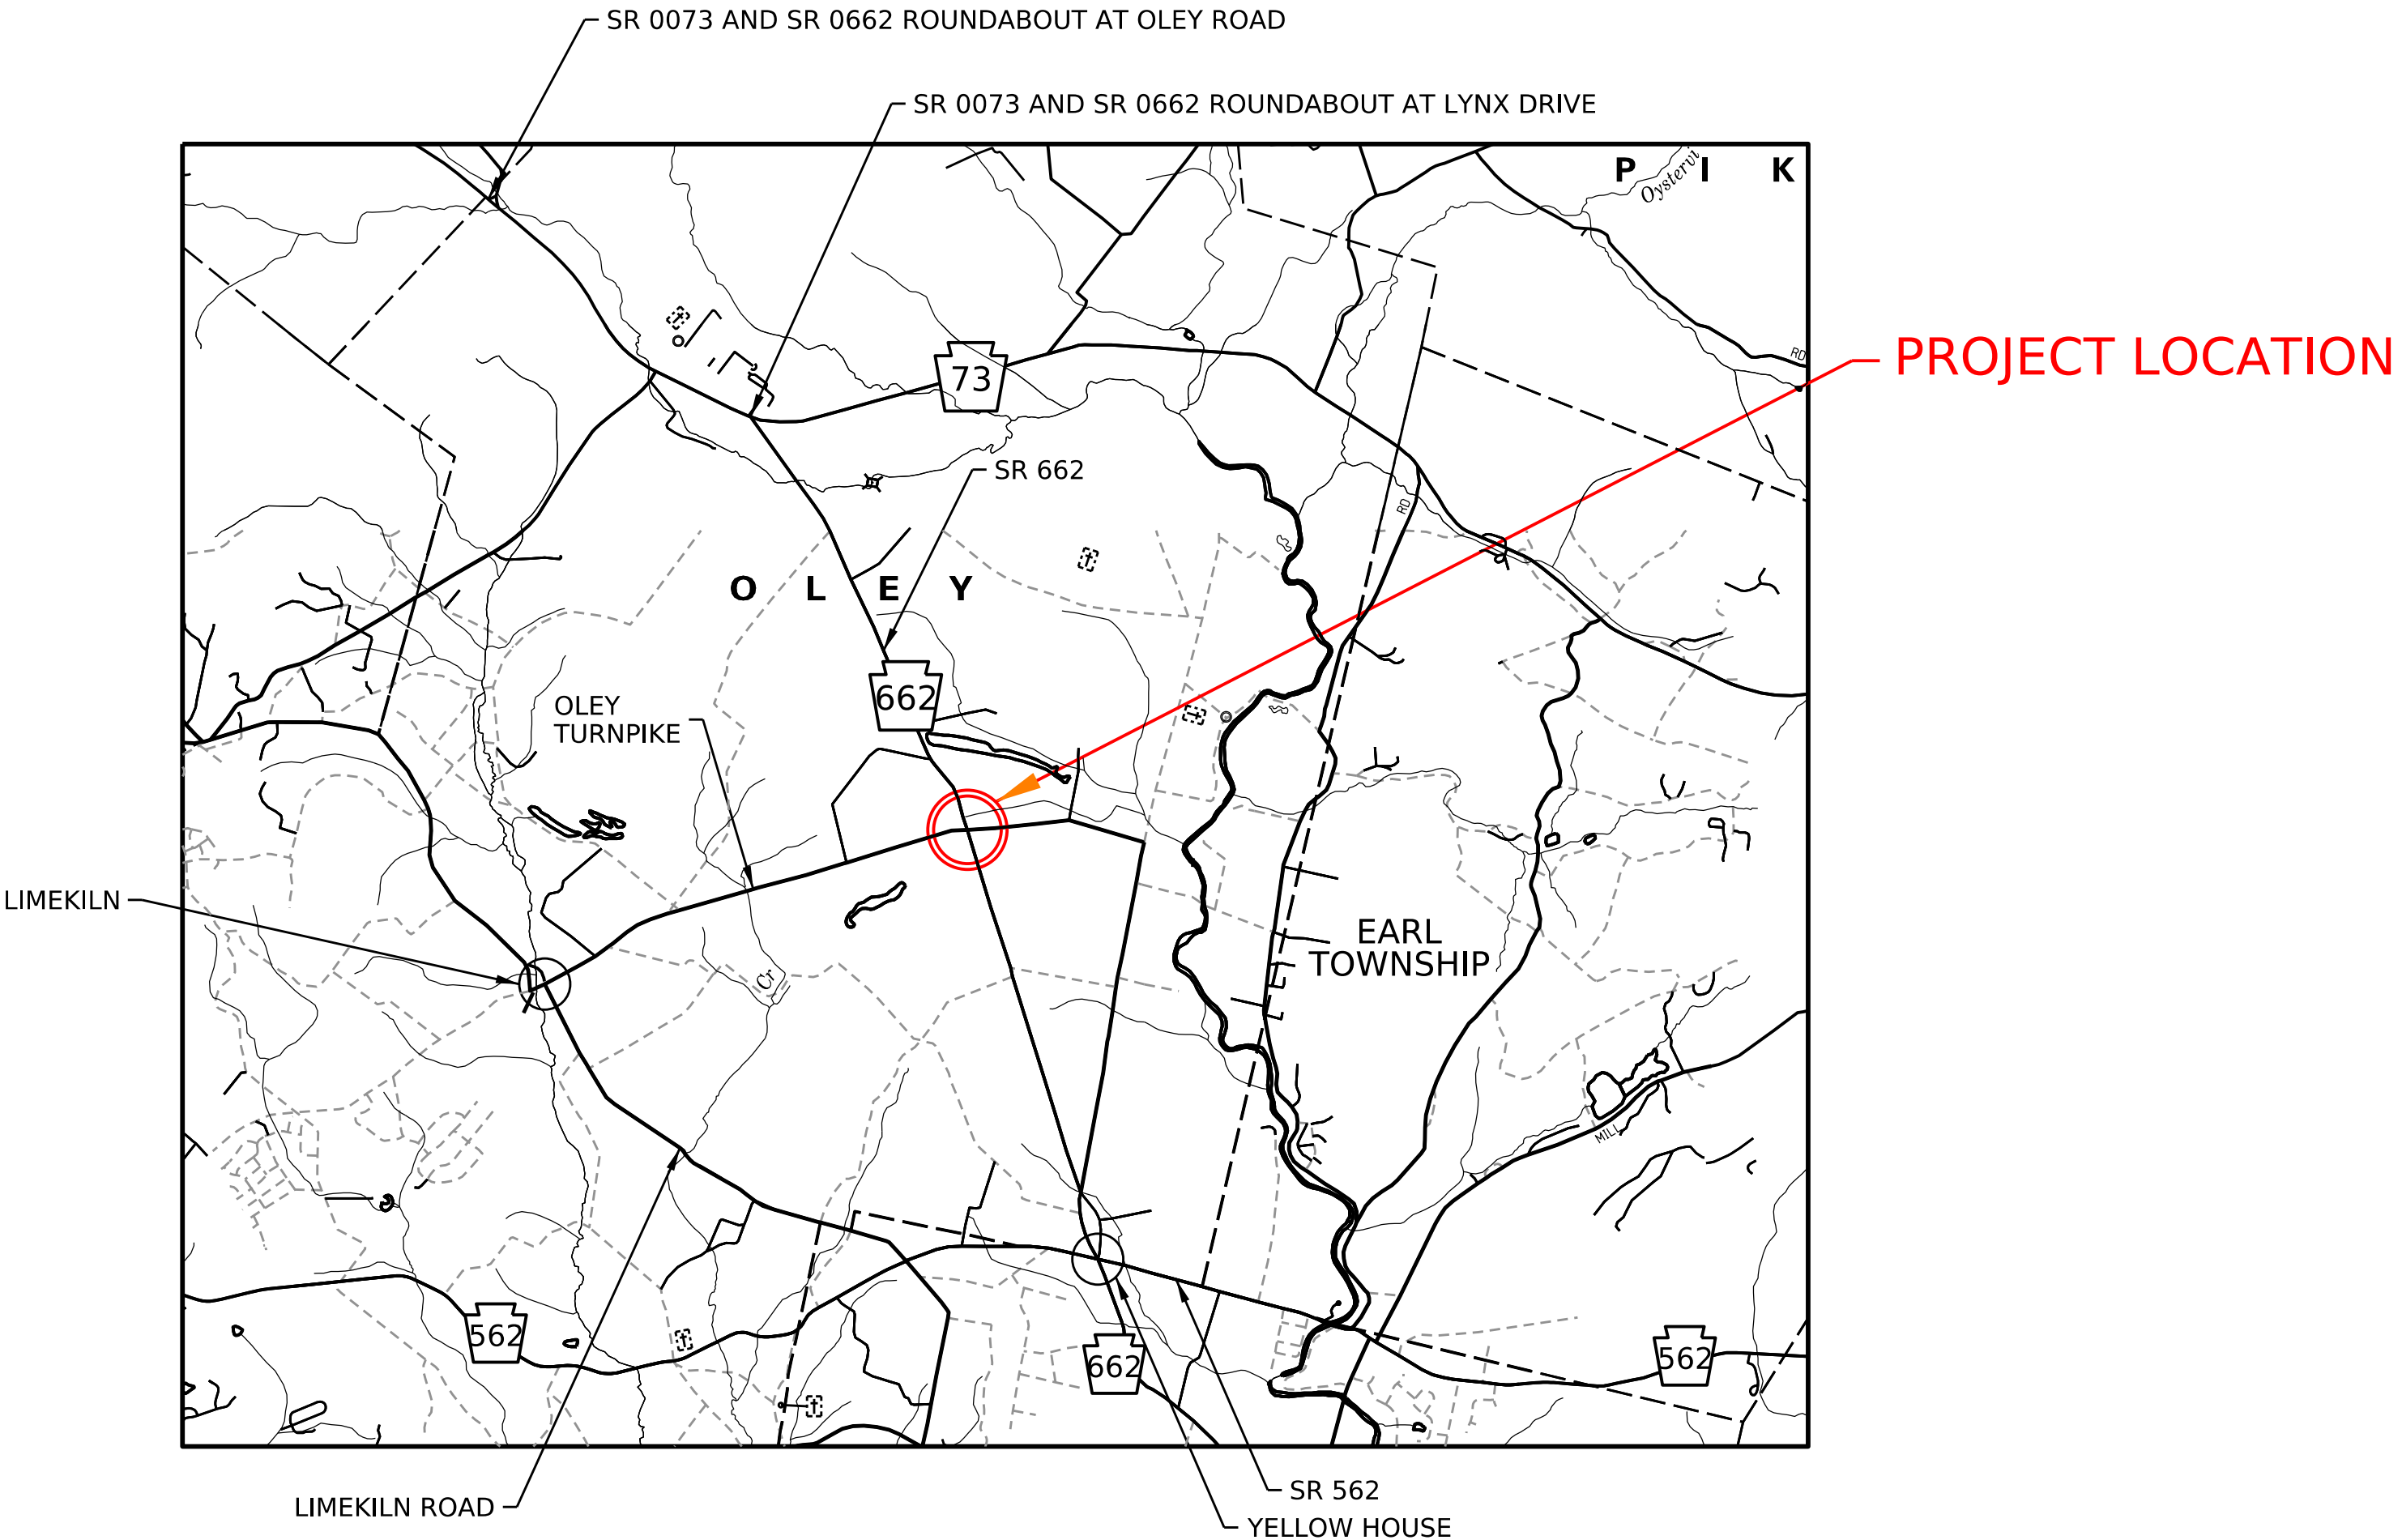 SR 0073 AND SR 0662 ROUNDABOUT AT OLEY ROAD
SR 0073 AND SR 0662 ROUNDABOUT AT LYNX DRIVE
P I K
Oystervi
RD
PROJECT LOCATION
73
SR 662
RD
O L E Y
662
OLEY
TURNPIKE
LIMEKILN
EARL
TOWNSHIP
Cr
MILL
562
662
562
LIMEKILN ROAD
SR 562
YELLOW HOUSE